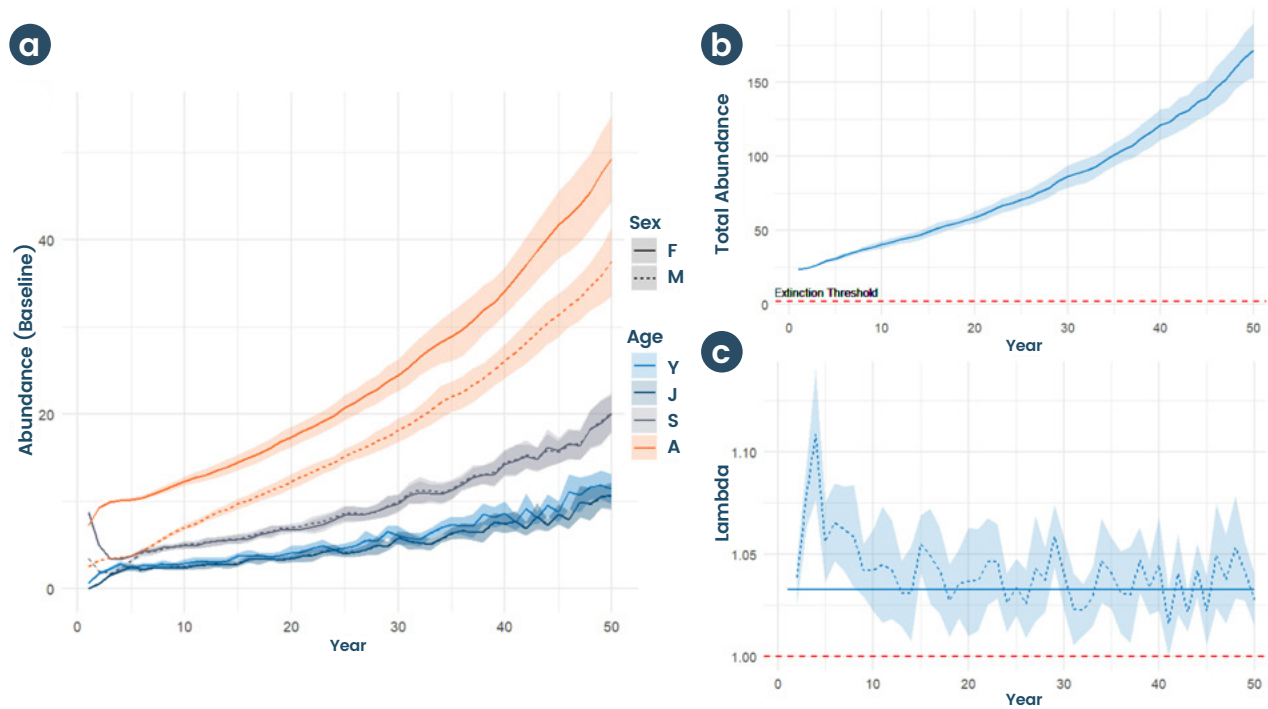 a
Abundance (Baseline)
40
20
0
0
10
20
30
40
50
Year
Sex
F
M
Age
Y
J
S
A
b
Total Abundance
150
100
50
0
Extinction Threshold
0
10
20
30
40
50
Year
c
Lambda
1.10
1.05
1.00
0
10
20
30
40
50
Year